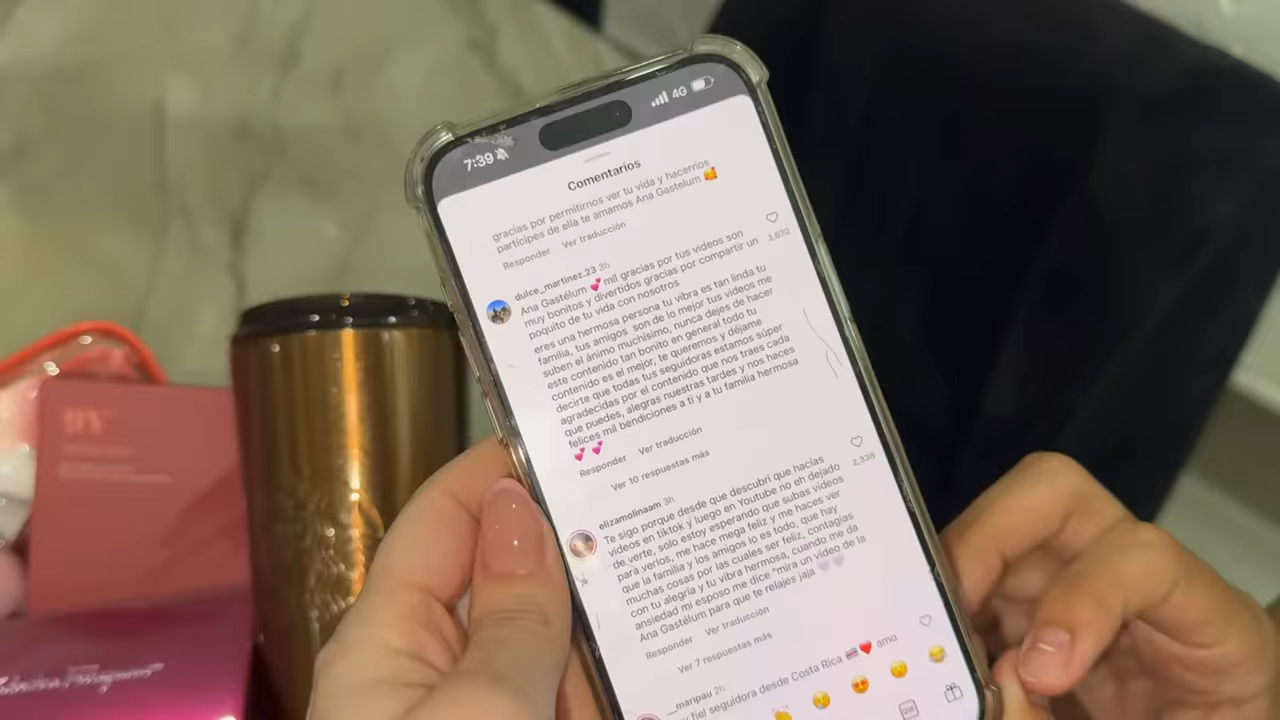 7:39
4G
Comentarios
gracias por permitirnos ver tu vida y hacernos
partícipes de ella te amamos Ana Gastelum 🥰
Responder Ver traducción
dulce_martinez.23 3h
Ana Gastélum 💕mil gracias por tus videos son
muy bonitos y divertidos gracias por compartir un
poquito de tu vida con nosotros
eres una hermosa persona tu vibra es tan linda tu
familia, tus amigos son de lo mejor tus videos me
suben el ánimo muchísimo, nunca dejes de hacer
este contenido tan bonito en general todo tu
contenido es el mejor, te queremos y déjame
decirte que todas tus seguidoras estamos súper
agradecidas por el contenido que nos traes cada
que puedes, alegras nuestras tardes y nos haces
felices mil bendiciones a ti y a tu familia hermosa
💕 💕
3,672
Responder Ver traducción
Ver 10 respuestas más
elizamolinaam 3h
Te sigo porque desde que descubrí que hacías
videos en tiktok y luego en Youtube no eh dejado
de verte, solo estoy esperando que subas videos
para verlos, me hace mega feliz y me haces ver
que la familia y los amigos lo es todo, que hay
muchas cosas por las cuales ser feliz, contagias
con tu alegría y tu vibra hermosa, cuando me da
ansiedad mi esposo me dice "mira un video de la
Ana Gastélum para que te relajes jaja 🤍🤍
2,338
Responder Ver traducción
Ver 7 respuestas más
__maripau 2h
fiel seguidora desde Costa Rica 🇨🇷❤️ amo
GIF